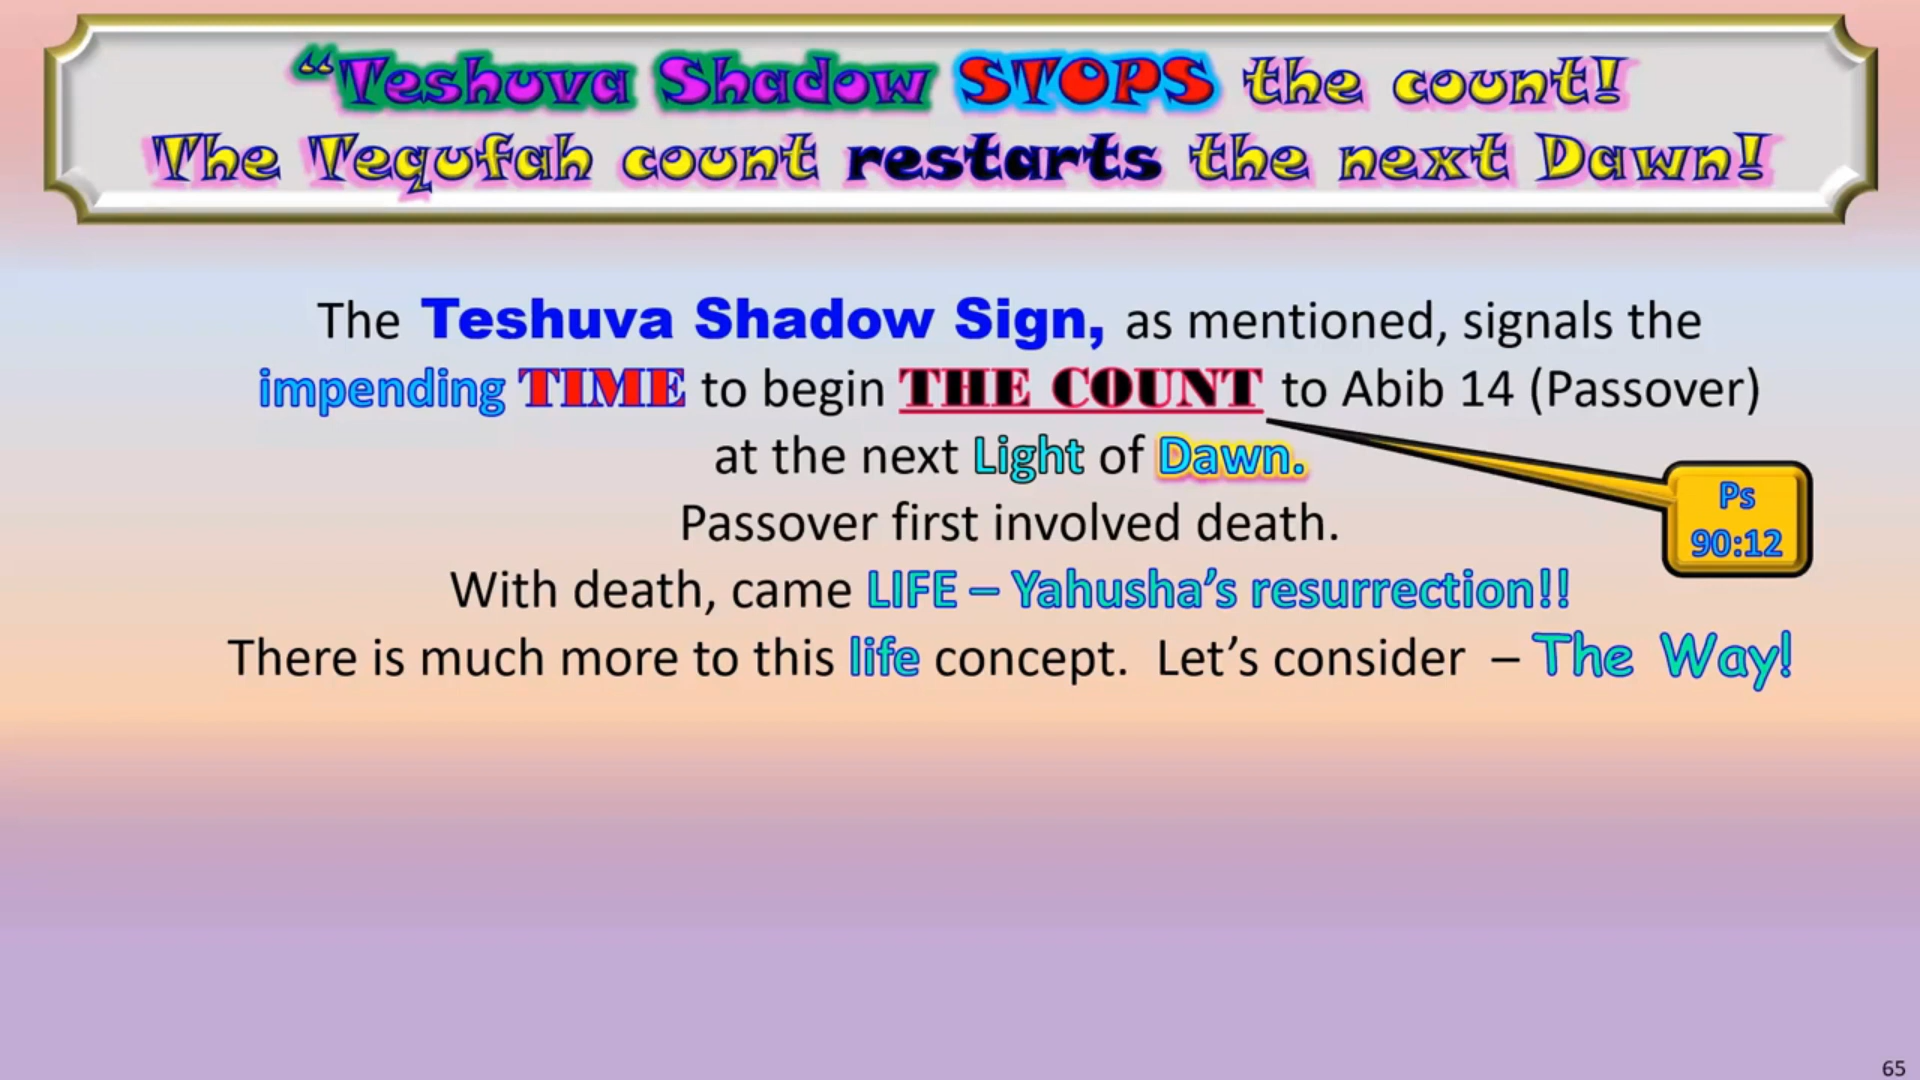 “Teshuva Shadow STOPS the count!
The Tequfah count restarts the next Dawn!
The Teshuva Shadow Sign, as mentioned, signals the
impending TIME to begin THE COUNT to Abib 14 (Passover)
at the next Light of Dawn.
Ps
90:12
Passover first involved death.
With death, came LIFE – Yahusha’s resurrection!!
There is much more to this life concept. Let’s consider – The Way!
65